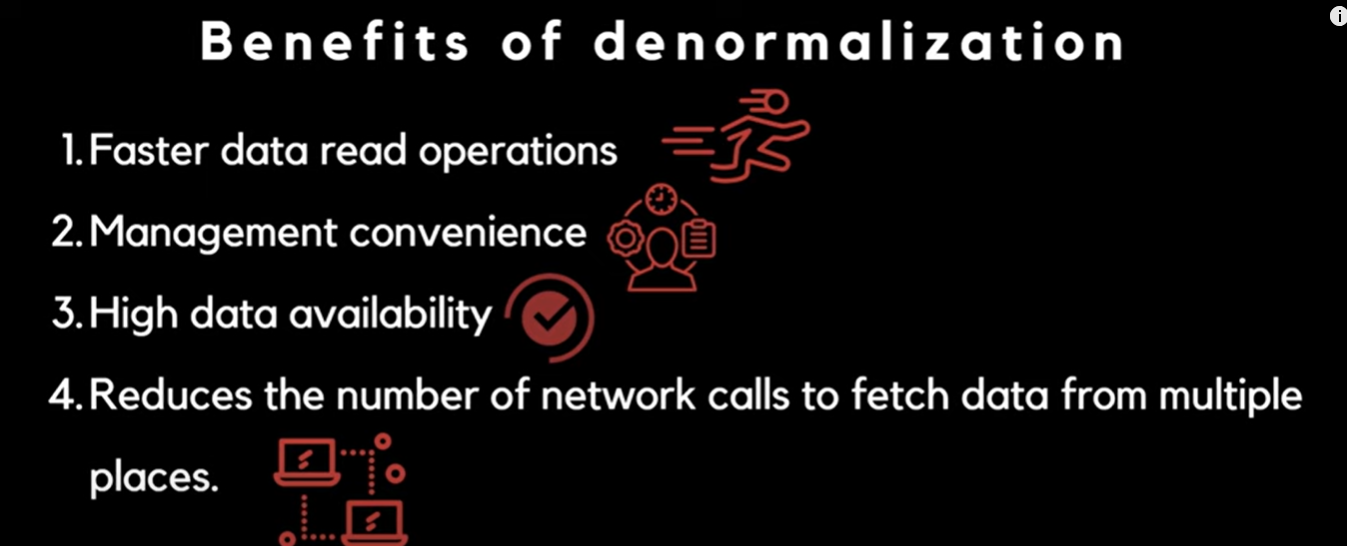 Benefits of denormalization
1. Faster data read operations
2. Management convenience
3. High data availability
4. Reduces the number of network calls to fetch data from multiple
places.